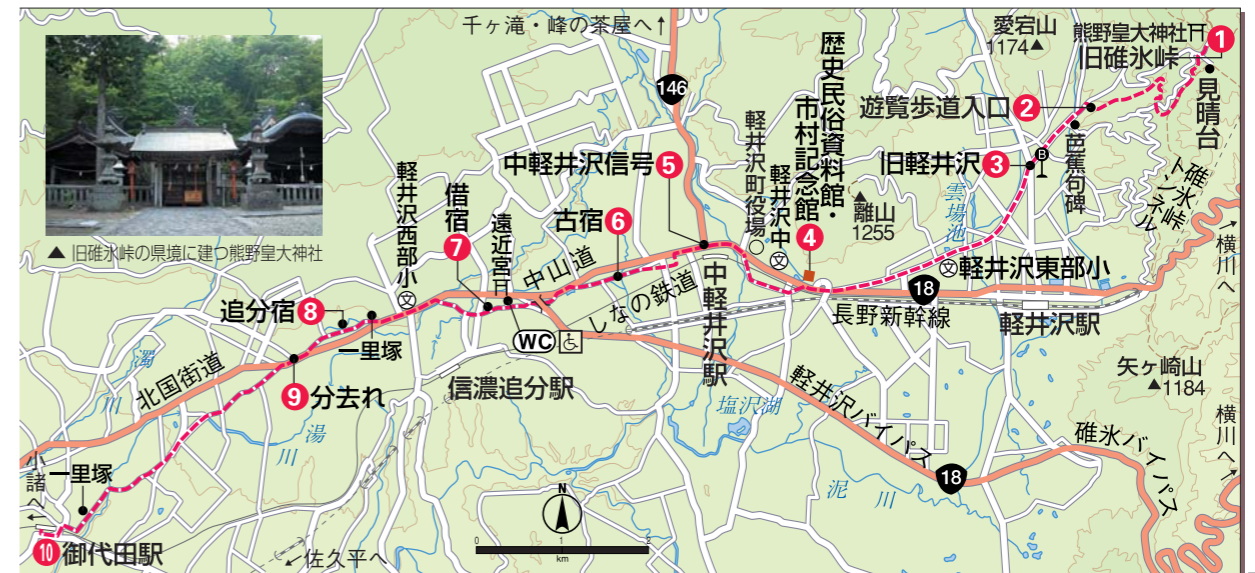 千ヶ滝・峰の茶屋へ↑
愛宕山
1174▲
熊野皇大神社
1
旧碓氷峠
見晴台
遊覧歩道入口 2
芭蕉句碑
旧軽井沢 3
B
碓氷峠
トンネル
横川へ
146
歴史民俗資料館・
市村記念館 4
軽井沢町役場
軽井沢中 文
離山
1255
雲場池
文 軽井沢東部小
中軽井沢信号 5
古宿 6
遠近宮
借宿 7
軽井沢西部小
文
▲ 旧碓氷峠の県境に建つ熊野皇大神社
中山道
しなの鉄道
中軽井沢駅
18
長野新幹線
軽井沢駅
矢ヶ崎山
▲1184
横川へ
追分宿 8
一里塚
WC
信濃追分駅
北国街道
9 分去れ
濁川
湯川
軽井沢バイパス
塩沢湖
18
泥川
碓氷バイパス
小諸へ
一里塚
10 御代田駅
←佐久平へ
N
0 1 2
km